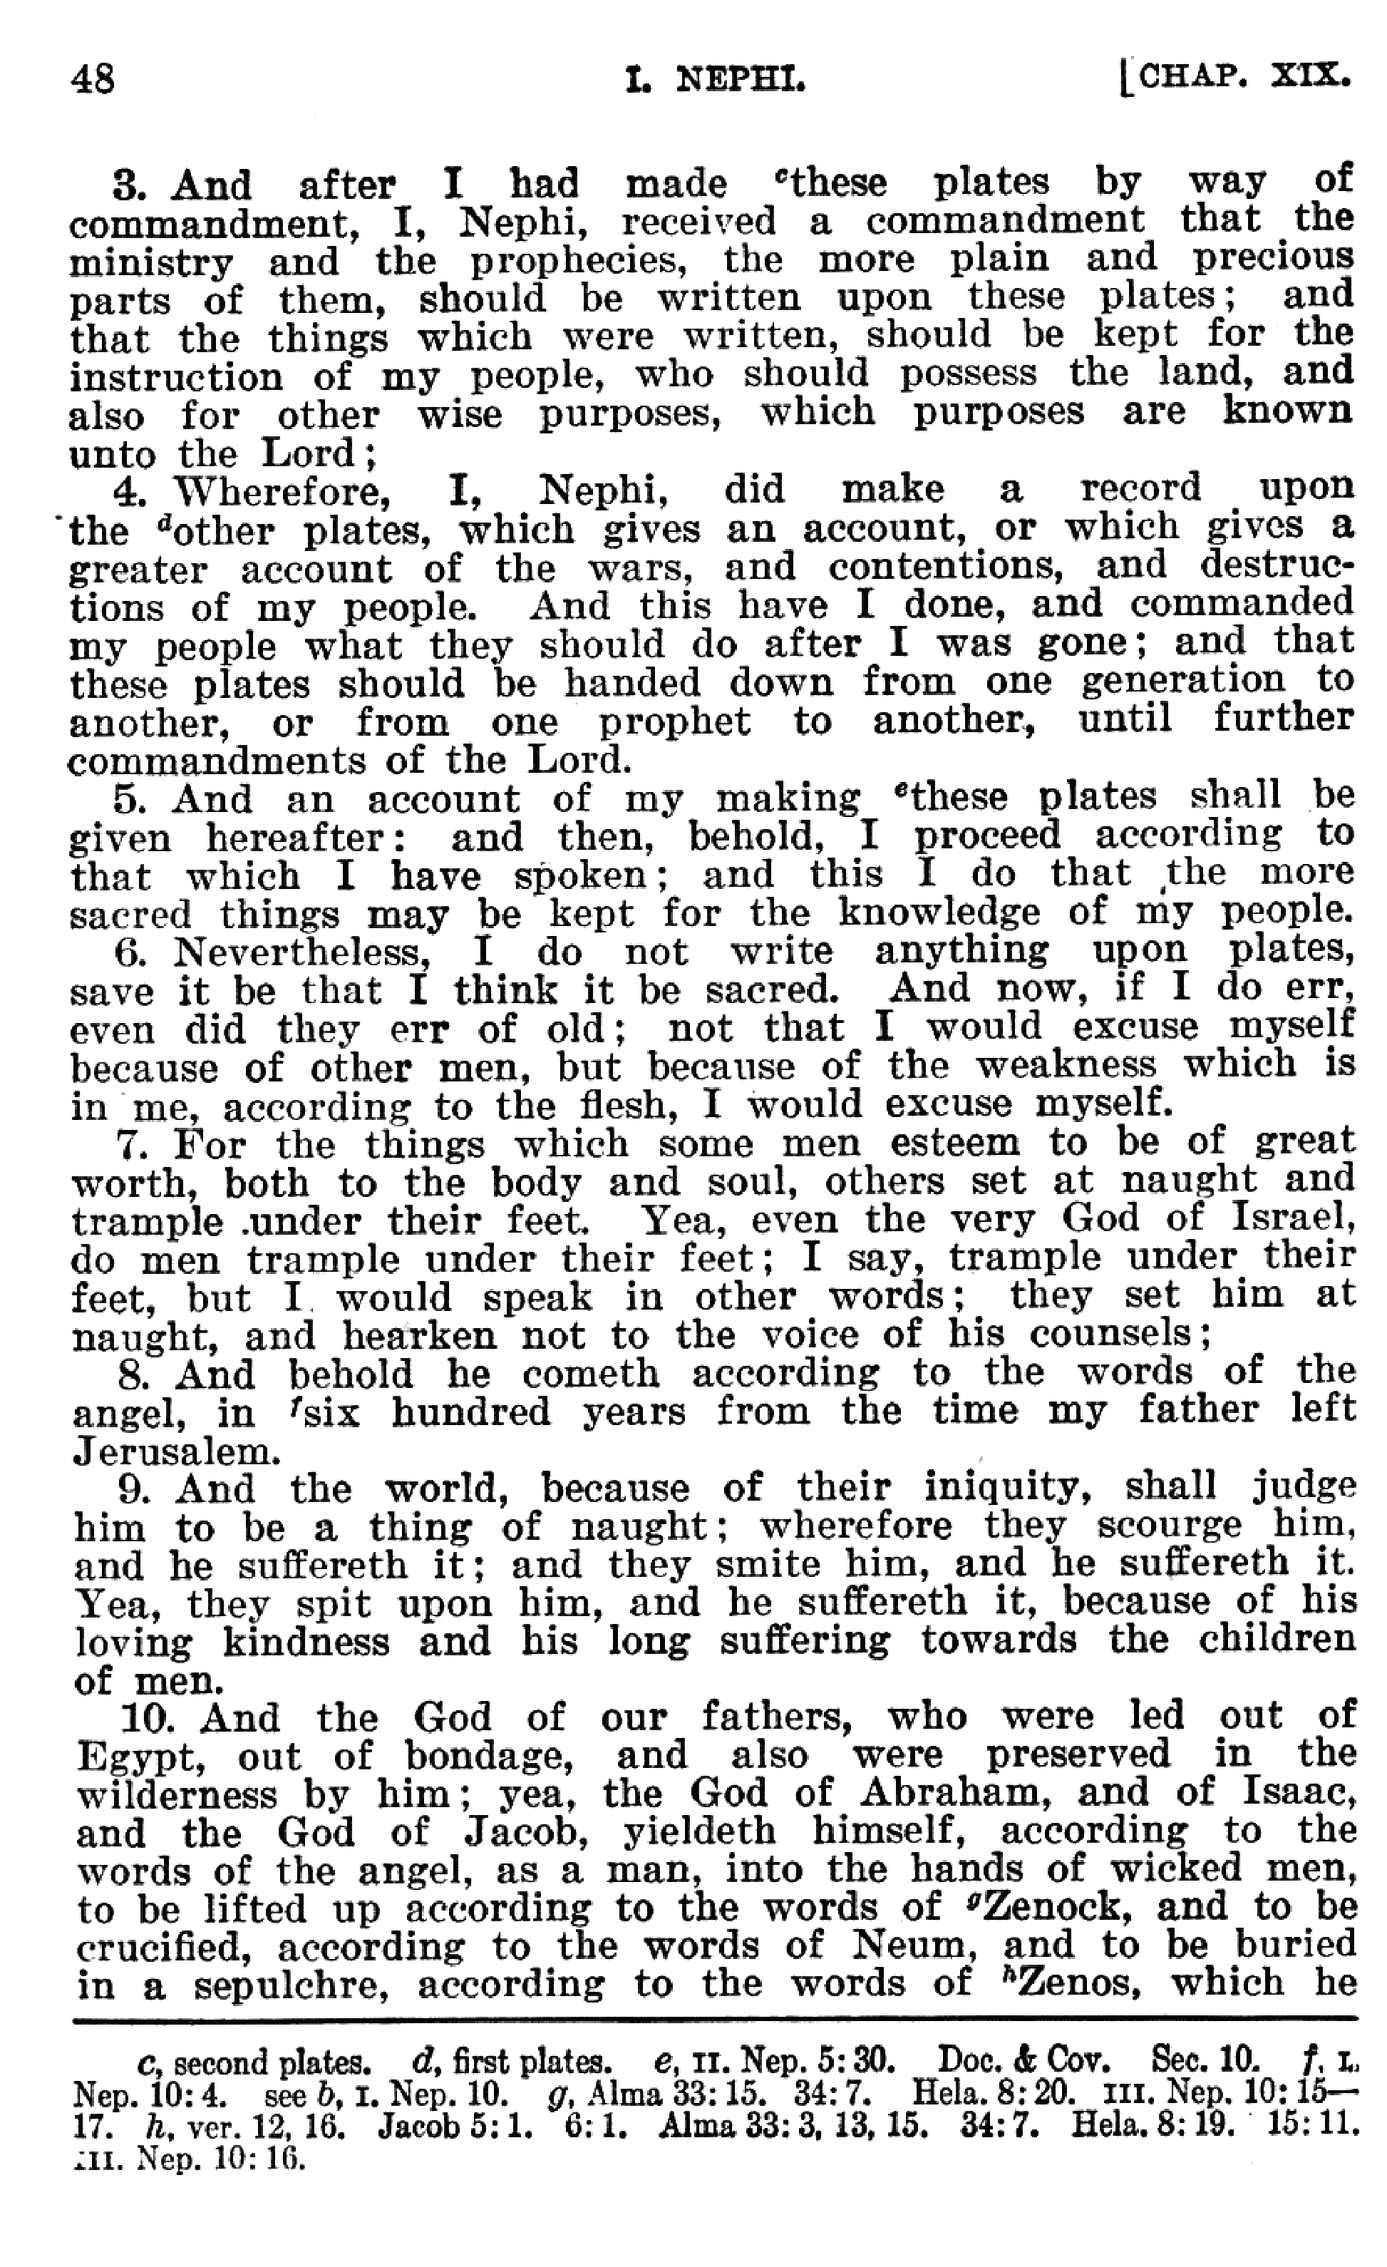 48 I. NEPHI. [CHAP. XIX.
3. And after I had made cthese plates by way of
commandment, I, Nephi, received a commandment that the
ministry and the prophecies, the more plain and precious
parts of them, should be written upon these plates; and
that the things which were written, should be kept for the
instruction of my people, who should possess the land, and
also for other wise purposes, which purposes are known
unto the Lord;
4. Wherefore, I, Nephi, did make a record upon
the dother plates, which gives an account, or which gives a
greater account of the wars, and contentions, and destruc-
tions of my people. And this have I done, and commanded
my people what they should do after I was gone; and that
these plates should be handed down from one generation to
another, or from one prophet to another, until further
commandments of the Lord.
5. And an account of my making ethese plates shall be
given hereafter: and then, behold, I proceed according to
that which I have spoken; and this I do that the more
sacred things may be kept for the knowledge of my people.
6. Nevertheless, I do not write anything upon plates,
save it be that I think it be sacred. And now, if I do err,
even did they err of old; not that I would excuse myself
because of other men, but because of the weakness which is
in me, according to the flesh, I would excuse myself.
7. For the things which some men esteem to be of great
worth, both to the body and soul, others set at naught and
trample under their feet. Yea, even the very God of Israel,
do men trample under their feet; I say, trample under their
feet, but I would speak in other words; they set him at
naught, and hearken not to the voice of his counsels;
8. And behold he cometh according to the words of the
angel, in fsix hundred years from the time my father left
Jerusalem.
9. And the world, because of their iniquity, shall judge
him to be a thing of naught; wherefore they scourge him,
and he suffereth it; and they smite him, and he suffereth it.
Yea, they spit upon him, and he suffereth it, because of his
loving kindness and his long suffering towards the children
of men.
10. And the God of our fathers, who were led out of
Egypt, out of bondage, and also were preserved in the
wilderness by him; yea, the God of Abraham, and of Isaac,
and the God of Jacob, yieldeth himself, according to the
words of the angel, as a man, into the hands of wicked men,
to be lifted up according to the words of gZenock, and to be
crucified, according to the words of Neum, and to be buried
in a sepulchre, according to the words of hZenos, which he
c, second plates. d, first plates. e, II. Nep. 5:30. Doc. & Cov. Sec. 10. f, I.
Nep. 10:4. see b, I. Nep. 10. g, Alma 33:15. 34:7. Hela. 8:20. III. Nep. 10:15—
17. h, ver. 12, 16. Jacob 5:1. 6:1. Alma 33:3, 13, 15. 34:7. Hela. 8:19. 15:11.
III. Nep. 10:16.